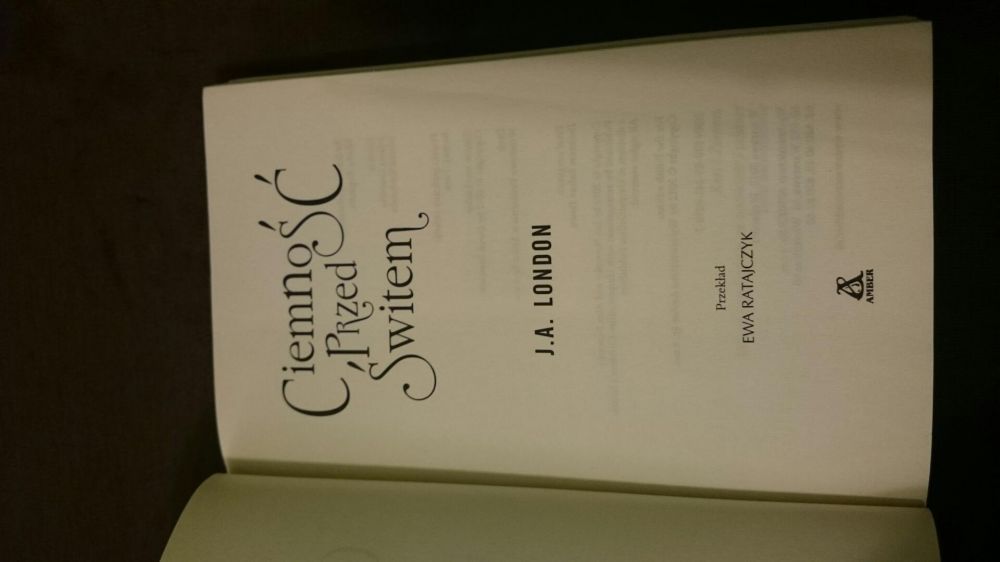 Ciemność
Przed
Świtem
J.A. LONDON
Przekład
EWA RATAJCZYK
AMBER